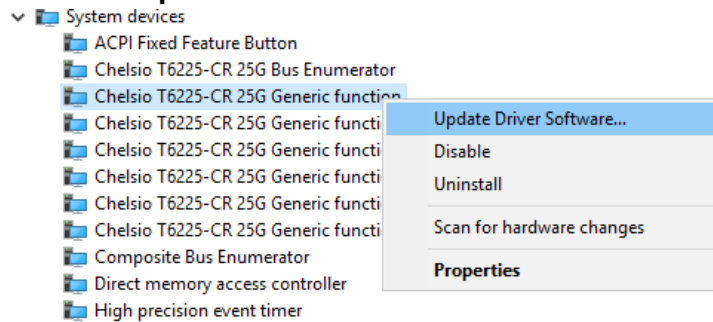 System devices
ACPI Fixed Feature Button
Chelsio T6225-CR 25G Bus Enumerator
Chelsio T6225-CR 25G Generic function
Chelsio T6225-CR 25G Generic functi
Chelsio T6225-CR 25G Generic functi
Chelsio T6225-CR 25G Generic functi
Chelsio T6225-CR 25G Generic functi
Chelsio T6225-CR 25G Generic functi
Composite Bus Enumerator
Direct memory access controller
High precision event timer
Update Driver Software...
Disable
Uninstall
Scan for hardware changes
Properties